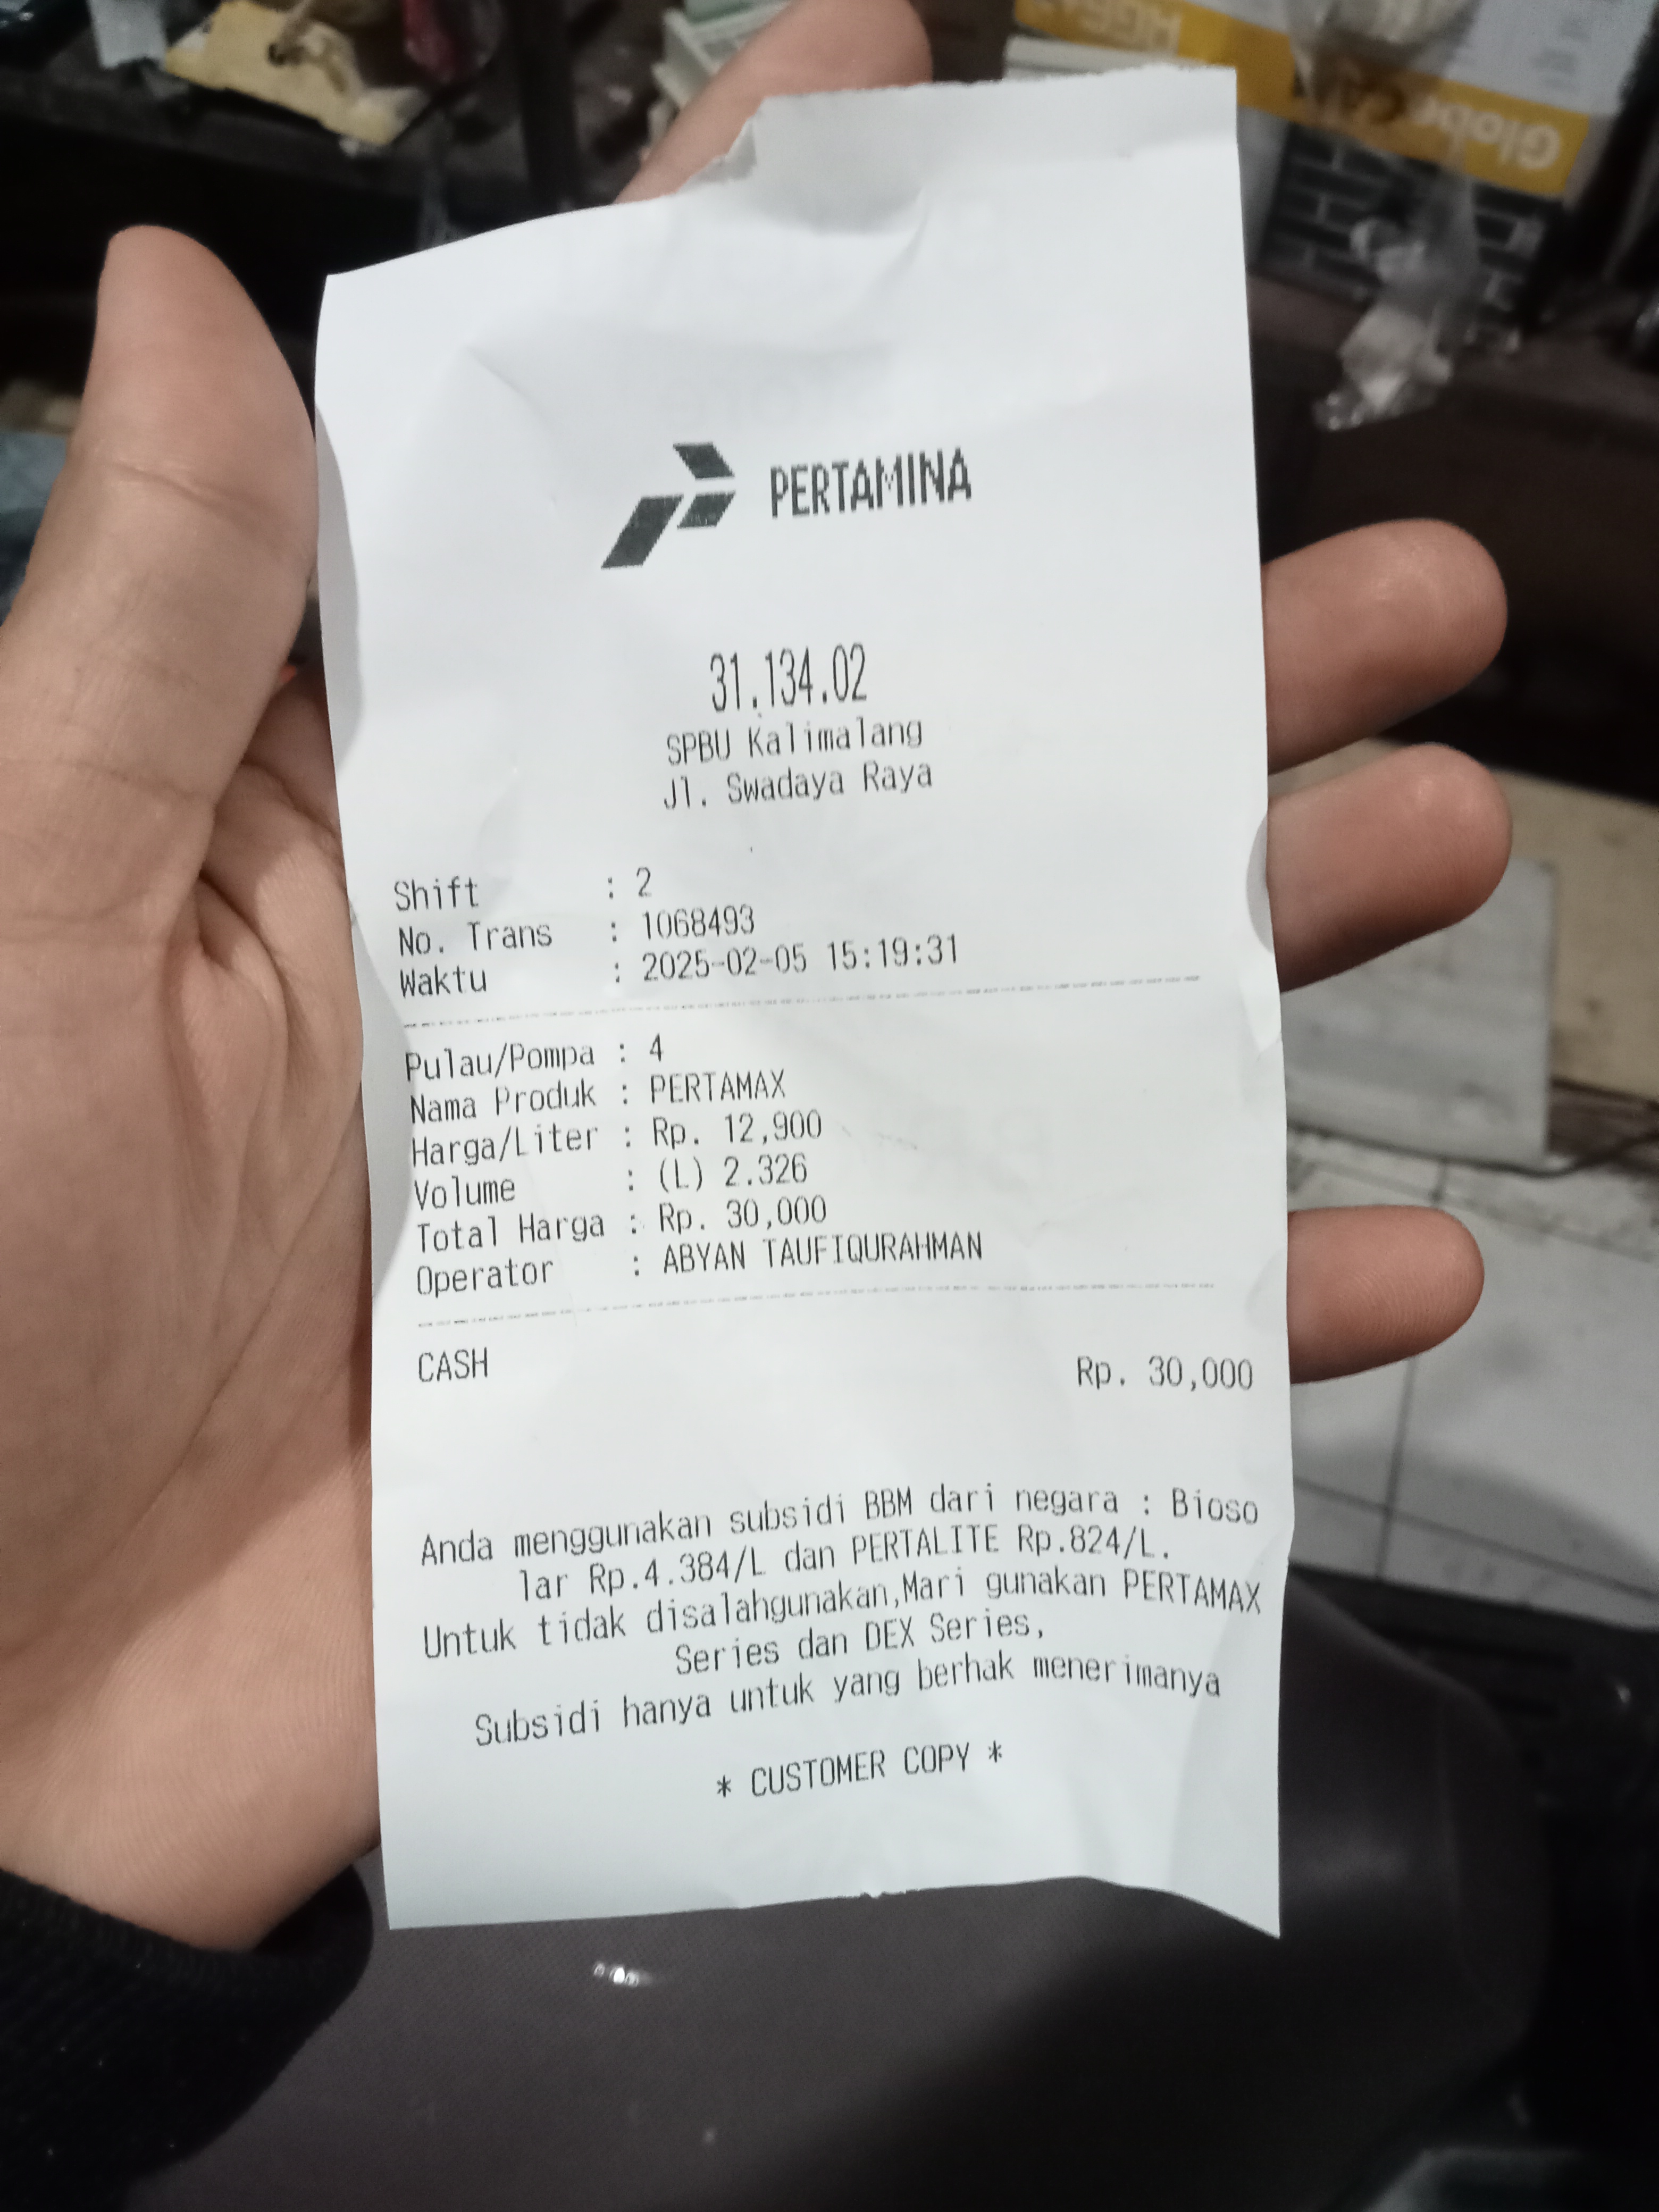 PERTAMINA
31.134.02
SPBU Kalimalang
Jl. Swadaya Raya
Shift : 2
No. Trans : 1068493
Waktu : 2025-02-05 15:19:31
Pulau/Pompa : 4
Nama Produk : PERTAMAX
Harga/Liter : Rp. 12,900
Volume : (L) 2.326
Total Harga : Rp. 30,000
Operator : ABYAN TAUFIQURAHMAN
CASH Rp. 30,000
Anda menggunakan subsidi BBM dari negara : Bioso
lar Rp.4.384/L dan PERTALITE Rp.824/L.
Untuk tidak disalahgunakan,Mari gunakan PERTAMAX
Series dan DEX Series,
Subsidi hanya untuk yang berhak menerimanya
* CUSTOMER COPY *